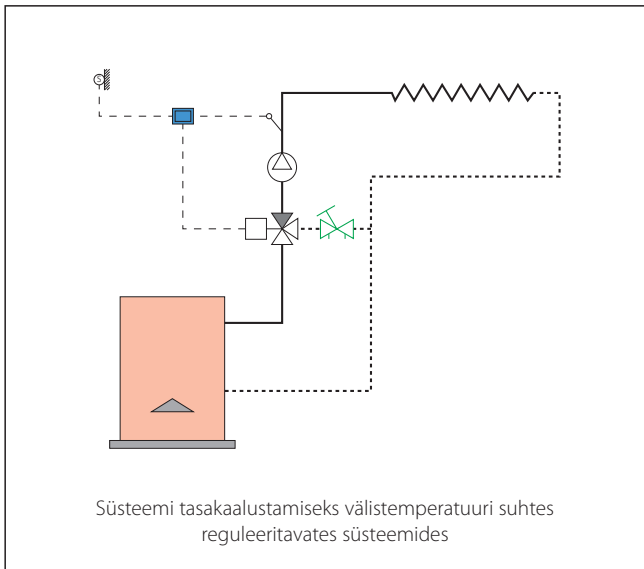 S
Süsteemi tasakaalustamiseks välistemperatuuri suhtes
reguleeritavates süsteemides